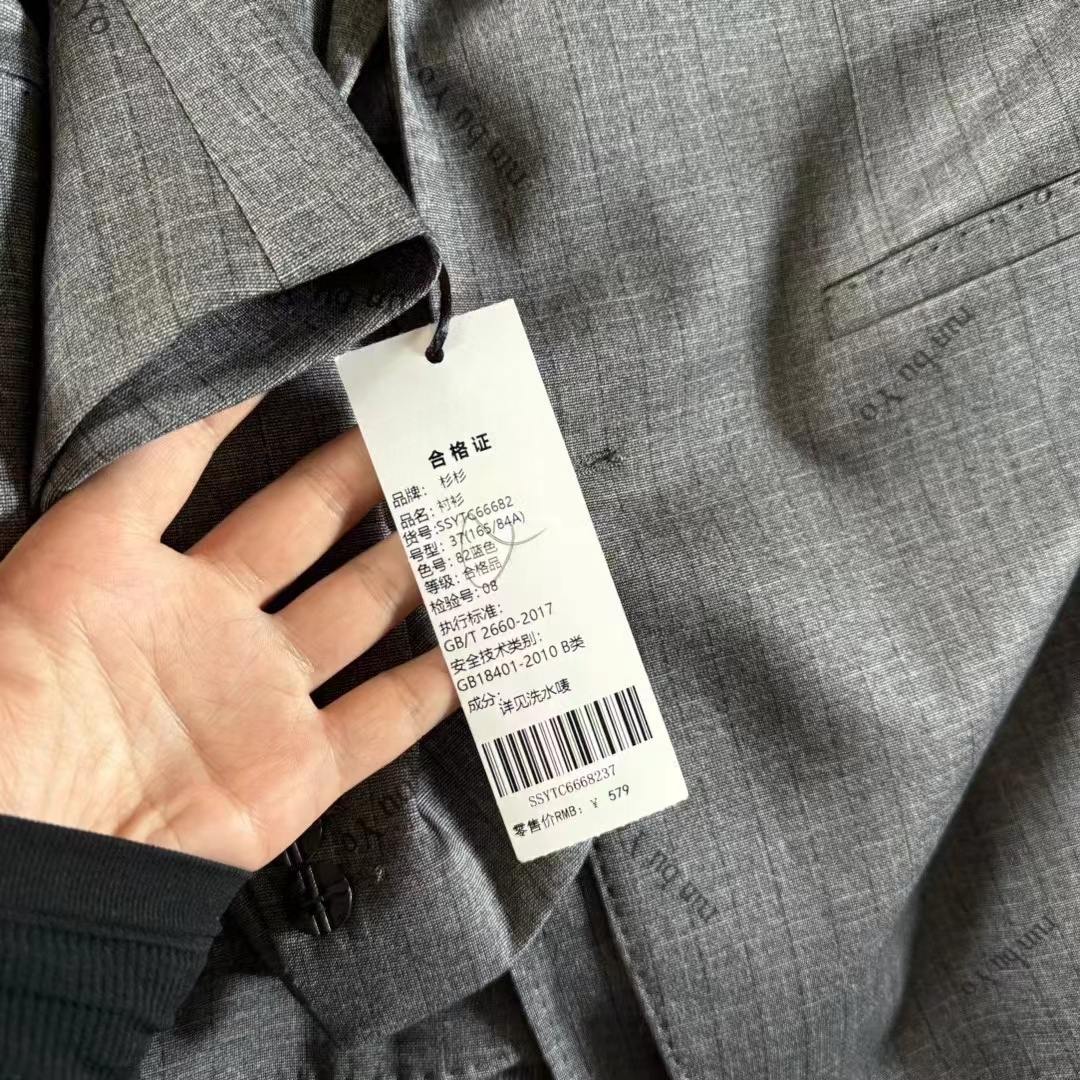 合格证
品牌: 杉杉
品名: 衬衫
货号:SSYTC66682
号型: 37(165/84A)
色号: 82蓝色
等级: 合格品
检验号: 08
执行标准:
GB/T 2660-2017
安全技术类别:
GB18401-2010 B类
成分: 详见洗水唛
SSYTC6668237
零售价RMB: ¥ 579